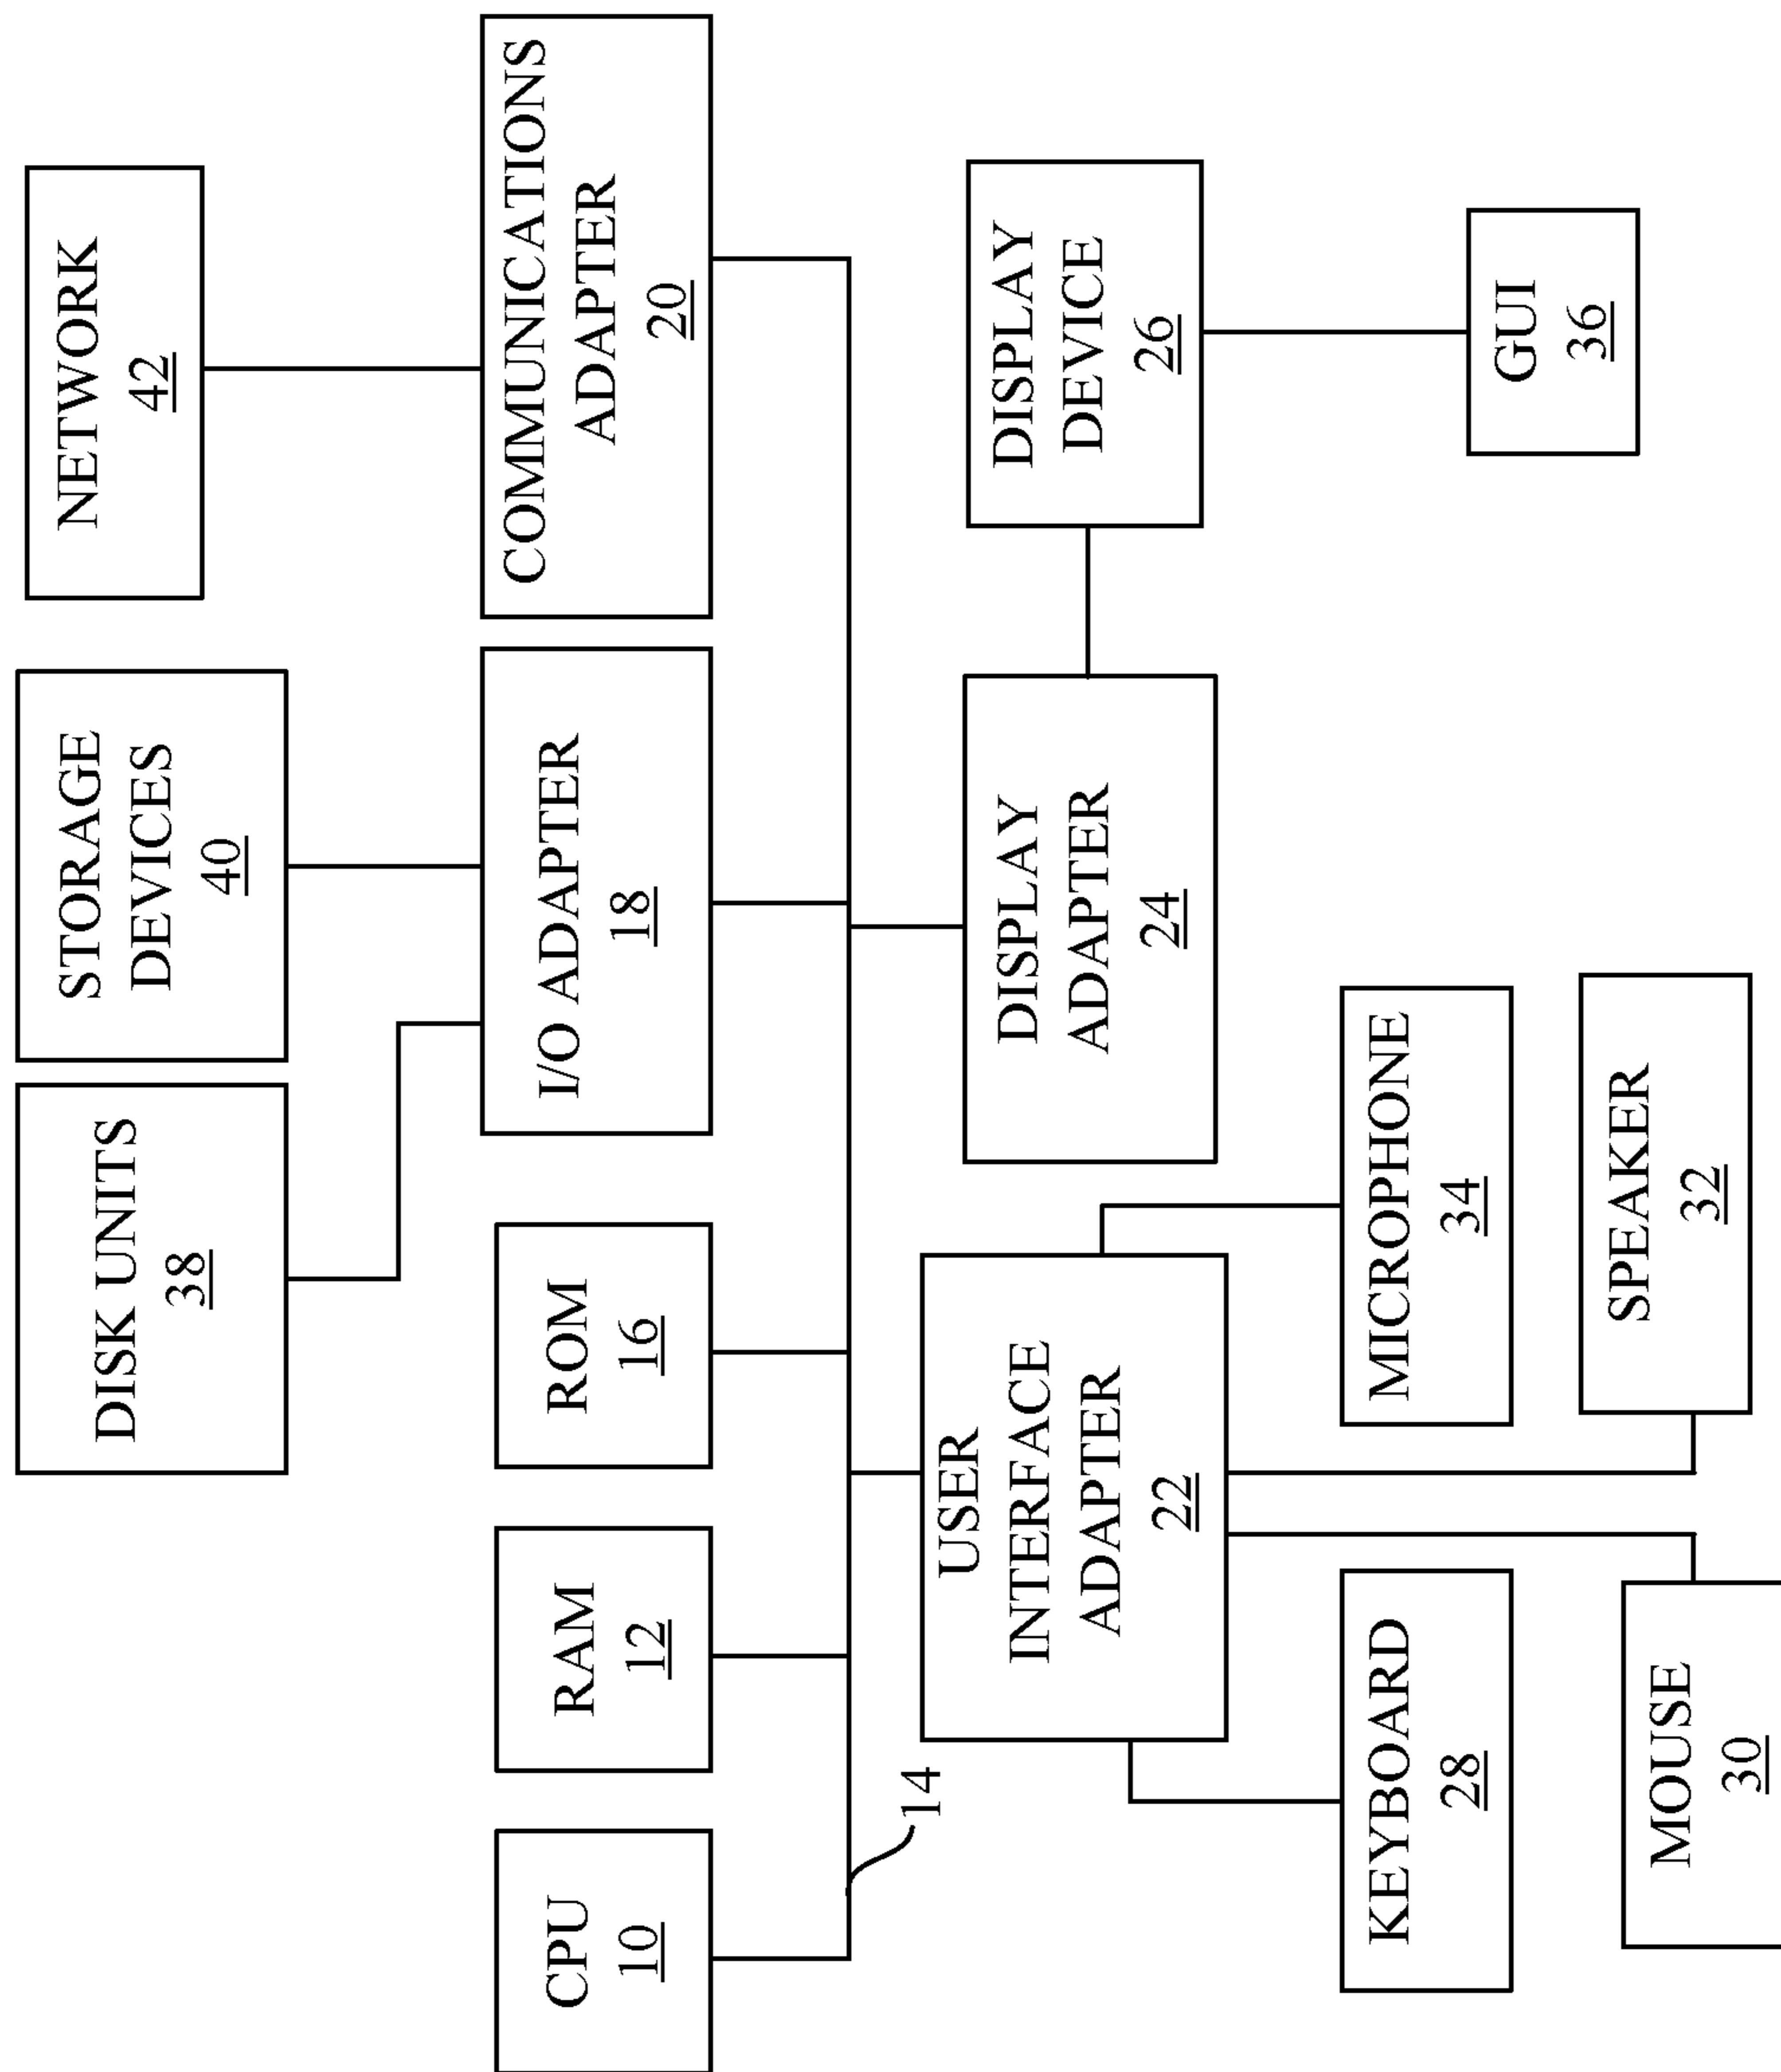 DISK UNITS
38
STORAGE
DEVICES
40
NETWORK
42
CPU
10
RAM
12
ROM
16
I/O ADAPTER
18
COMMUNICATIONS
ADAPTER
20
14
USER
INTERFACE
ADAPTER
22
DISPLAY
ADAPTER
24
DISPLAY
DEVICE
26
KEYBOARD
28
MICROPHONE
34
GUI
36
MOUSE
30
SPEAKER
32